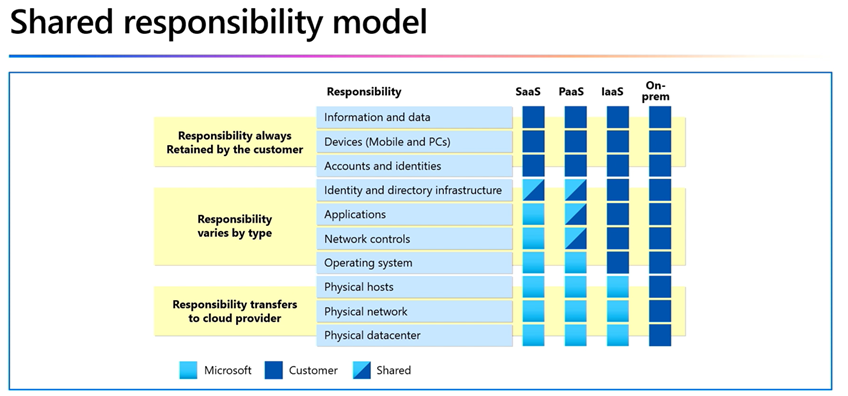 Shared responsibility model
Responsibility
SaaS
PaaS
IaaS
On-
prem
Responsibility always
Retained by the customer
Information and data
Devices (Mobile and PCs)
Accounts and identities
Responsibility
varies by type
Identity and directory infrastructure
Applications
Network controls
Operating system
Responsibility transfers
to cloud provider
Physical hosts
Physical network
Physical datacenter
Microsoft
Customer
Shared